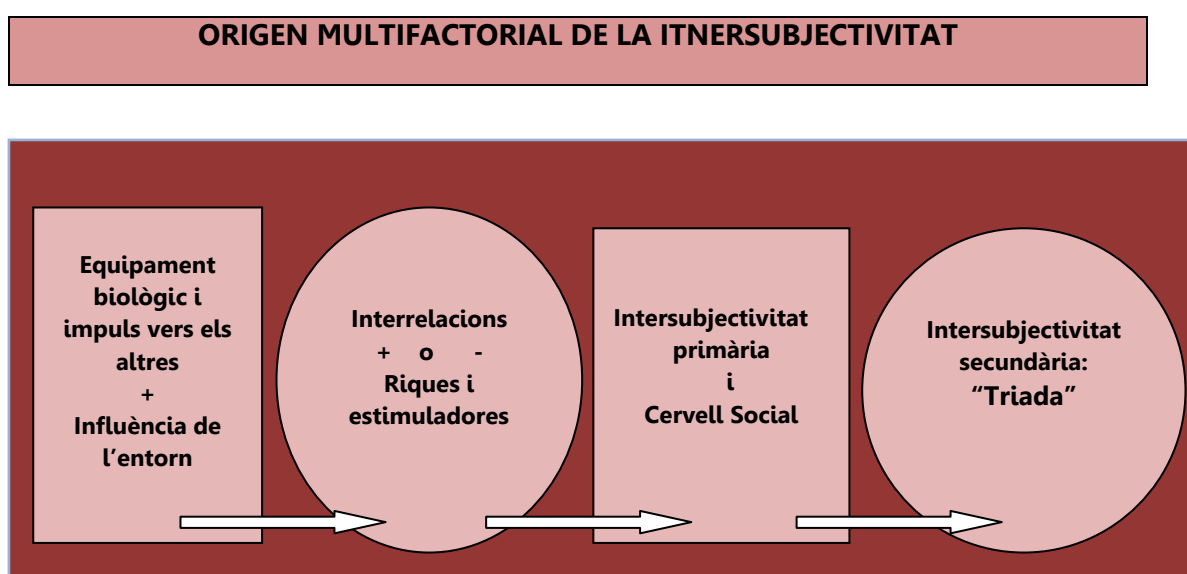 ORIGEN MULTIFACTORIAL DE LA ITNERSUBJECTIVITAT
Equipament
biològic i
impuls vers els
altres
+
Influència de
l’entorn
Interrelacions
+ o -
Riques i
estimuladores
Intersubjectivitat
primària
i
Cervell Social
Intersubjectivitat
secundària:
“Triada”